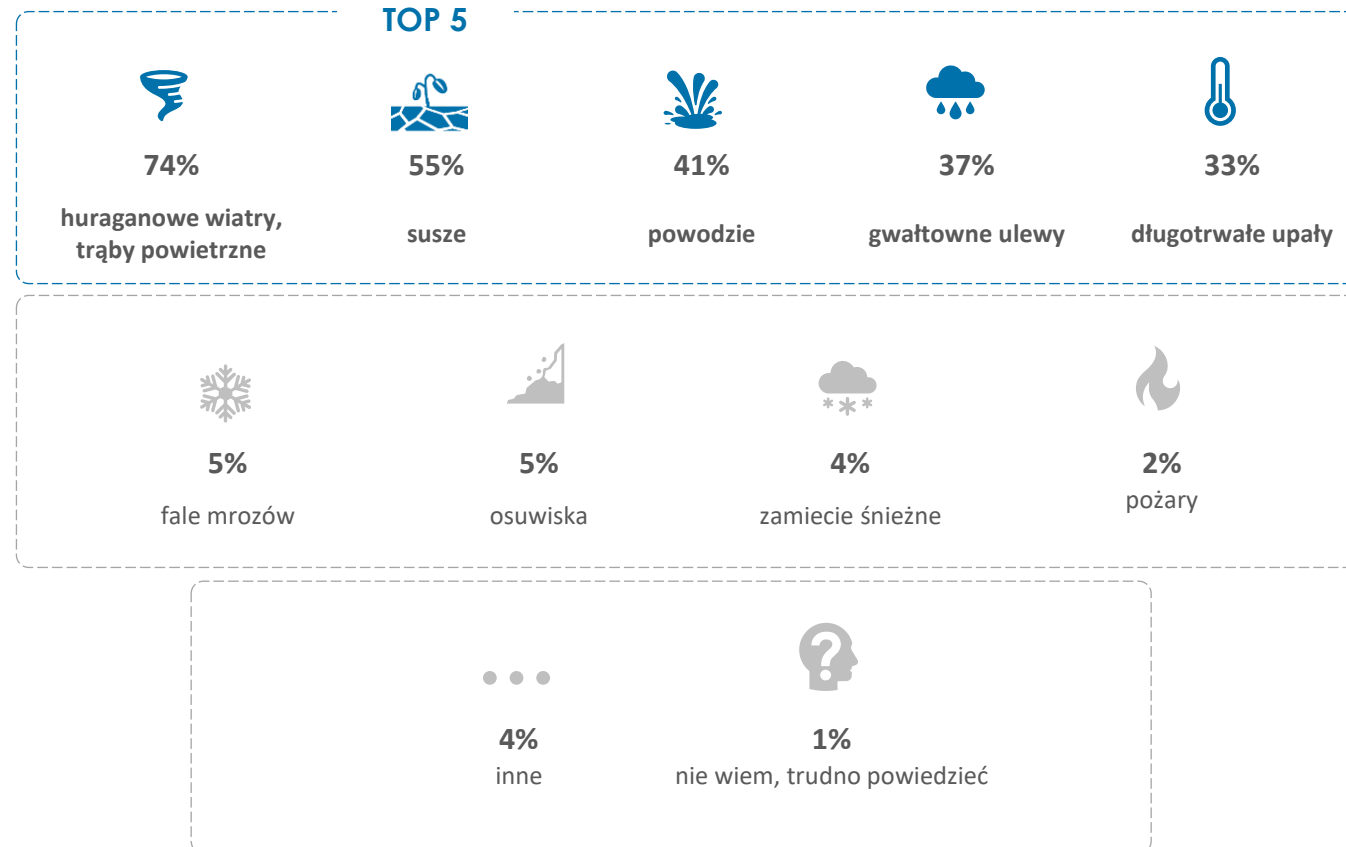 TOP 5
74%
55%
41%
37%
33%
huraganowe wiatry,
trąby powietrzne
susze
powodzie
gwałtowne ulewy
długotrwałe upały
5%
5%
4%
2%
fale mrozów
osuwiska
zamiecie śnieżne
pożary
4%
1%
inne
nie wiem, trudno powiedzieć